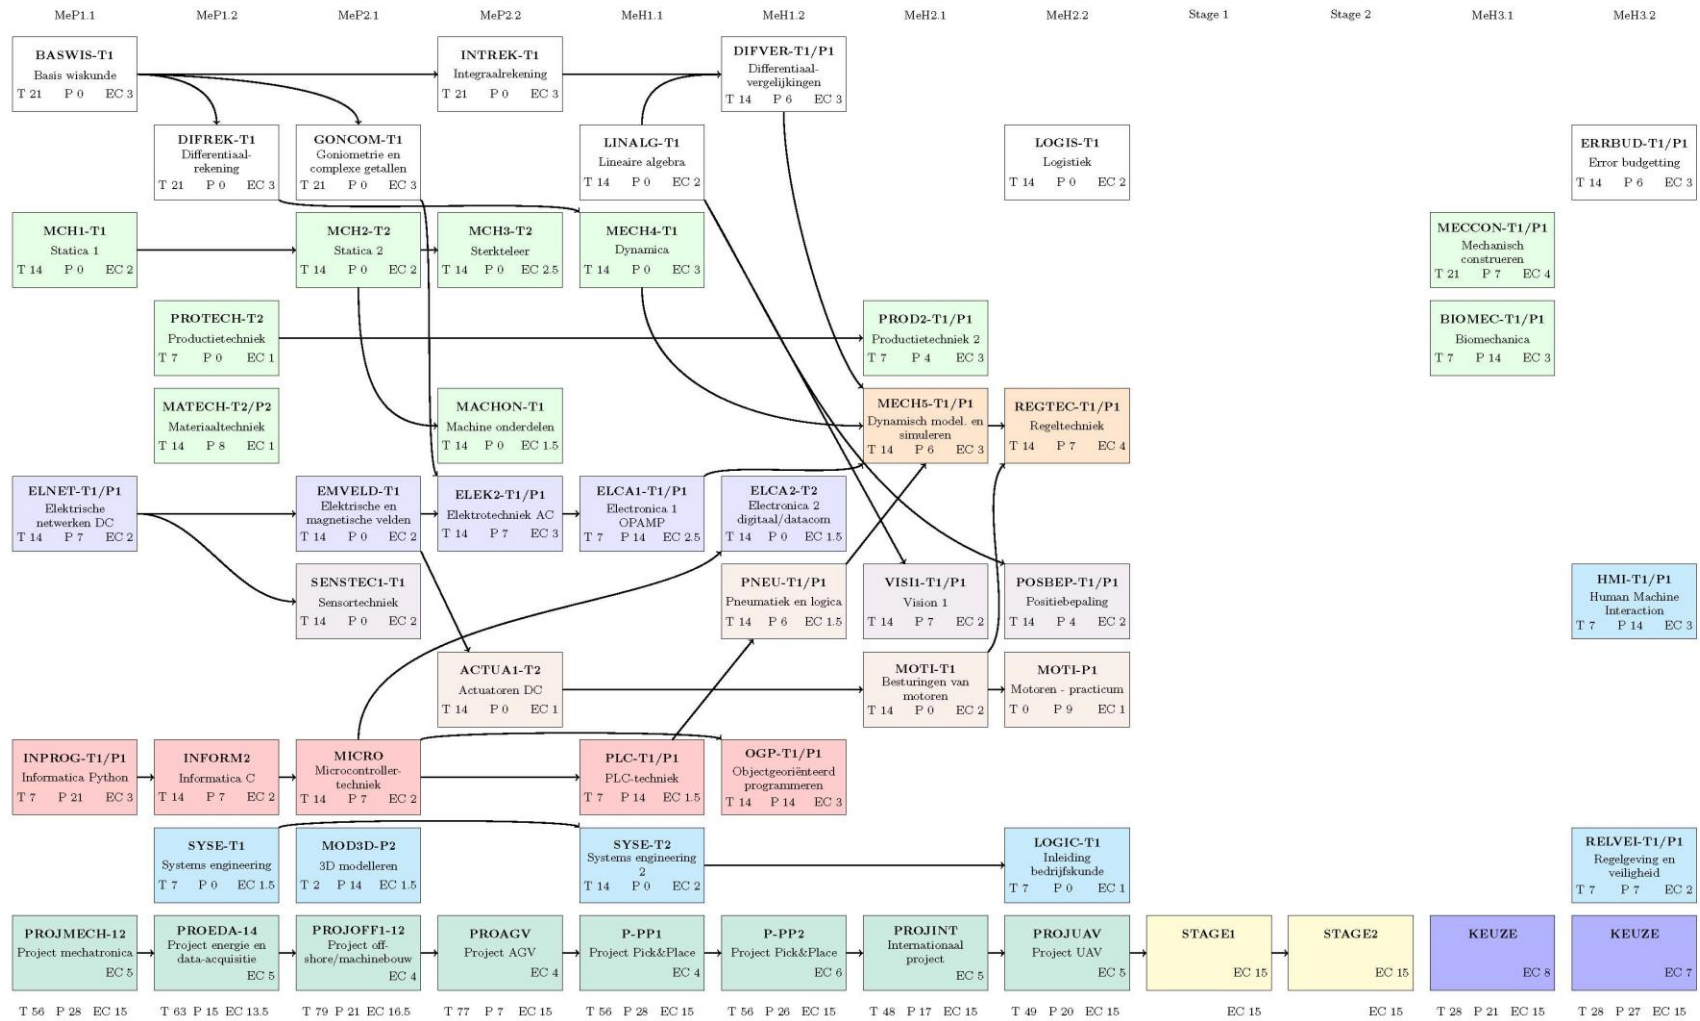 MeP1.1 MeP1.2 MeP2.1 MeP2.2 MeH1.1 MeH1.2 MeH2.1 MeH2.2 Stage 1 Stage 2 MeH3.1 MeH3.2
BASWIS-T1
Basis wiskunde
T 21 P 0 EC 3
INTREK-T1
Integraalrekening
T 21 P 0 EC 3
DIFVER-T1/P1
Differentiaal-
vergelijkingen
T 14 P 6 EC 3
DIFREK-T1
Differentiaal-
rekening
T 21 P 0 EC 3
GONCOM-T1
Goniometrie en
complexe getallen
T 21 P 0 EC 3
LINALG-T1
Lineaire algebra
T 14 P 0 EC 2
LOGIS-T1
Logistiek
T 14 P 0 EC 2
ERRBUD-T1/P1
Error budgetting
T 14 P 6 EC 3
MCH1-T1
Statica 1
T 14 P 0 EC 2
MCH2-T2
Statica 2
T 14 P 0 EC 2
MCH3-T2
Sterkteleer
T 14 P 0 EC 2.5
MECH4-T1
Dynamica
T 14 P 0 EC 3
MECCON-T1/P1
Mechanisch
construeren
T 21 P 7 EC 4
PROTECH-T2
Productietechniek
T 7 P 0 EC 1
PROD2-T1/P1
Productietechniek 2
T 7 P 4 EC 3
BIOMEC-T1/P1
Biomechanica
T 7 P 14 EC 3
MATECH-T2/P2
Materiaaltechniek
T 14 P 8 EC 1
MACHON-T1
Machine onderdelen
T 14 P 0 EC 1.5
MECH5-T1/P1
Dynamisch model. en
simuleren
T 14 P 6 EC 3
REGTEC-T1/P1
Regeltechniek
T 14 P 7 EC 4
ELNET-T1/P1
Elektrische
netwerken DC
T 14 P 7 EC 2
EMVELD-T1
Elektrische en
magnetische velden
T 14 P 0 EC 2
ELEK2-T1/P1
Elektrotechniek AC
T 14 P 7 EC 3
ELCA1-T1/P1
Electronica 1
OPAMP
T 7 P 14 EC 2.5
ELCA2-T2
Electronica 2
digitaal/datacom
T 14 P 0 EC 1.5
SENSTEC1-T1
Sensortechniek
T 14 P 0 EC 2
PNEU-T1/P1
Pneumatiek en logica
T 14 P 6 EC 1.5
VISI1-T1/P1
Vision 1
T 14 P 7 EC 2
POSBEP-T1/P1
Positiebepaling
T 14 P 4 EC 2
HMI-T1/P1
Human Machine
Interaction
T 7 P 14 EC 3
ACTUA1-T2
Actuatoren DC
T 14 P 0 EC 1
MOTI-T1
Besturingen van
motoren
T 14 P 0 EC 2
MOTI-P1
Motoren - practicum
T 0 P 9 EC 1
INPROG-T1/P1
Informatica Python
T 7 P 21 EC 3
INFORM2
Informatica C
T 14 P 7 EC 2
MICRO
Microcontroller-
techniek
T 14 P 7 EC 2
PLC-T1/P1
PLC-techniek
T 7 P 14 EC 1.5
OGP-T1/P1
Objectgeoriënteerd
programmeren
T 14 P 14 EC 3
SYSE-T1
Systems engineering
T 7 P 0 EC 1.5
MOD3D-P2
3D modelleren
T 2 P 14 EC 1.5
SYSE-T2
Systems engineering
2
T 14 P 0 EC 2
LOGIC-T1
Inleiding
bedrijfskunde
T 7 P 0 EC 1
RELVEI-T1/P1
Regelgeving en
veiligheid
T 7 P 7 EC 2
PROJMECH-12
Project mechatronica
EC 5
PROEDA-14
Project energie en
data-acquisitie
EC 5
PROJOFF1-12
Project off-
shore/machinebouw
EC 4
PROAGV
Project AGV
EC 4
P-PP1
Project Pick&Place
EC 4
P-PP2
Project Pick&Place
EC 6
PROJINT
Internationaal
project
EC 5
PROJUAV
Project UAV
EC 5
STAGE1
EC 15
STAGE2
EC 15
KEUZE
EC 8
KEUZE
EC 7
T 56 P 28 EC 15
T 63 P 15 EC 13.5
T 79 P 21 EC 16.5
T 77 P 7 EC 15
T 56 P 28 EC 15
T 56 P 26 EC 15
T 48 P 17 EC 15
T 49 P 20 EC 15
EC 15
EC 15
T 28 P 21 EC 15
T 28 P 27 EC 15